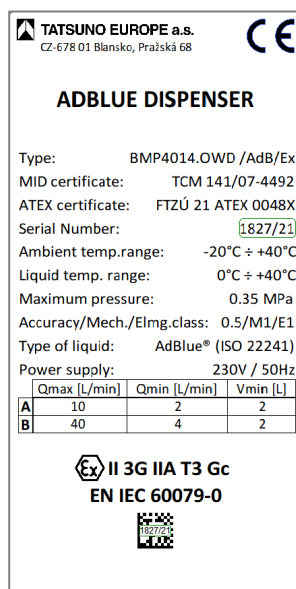 TATSUNO EUROPE a.s.
CZ-678 01 Blansko, Pražská 68
CE
ADBLUE DISPENSER
Type: BMP4014.OWD /AdB/Ex
MID certificate: TCM 141/07-4492
ATEX certificate: FTZÚ 21 ATEX 0048X
Serial Number: 1827/21
Ambient temp.range: -20°C ÷ +40°C
Liquid temp. range: 0°C ÷ +40°C
Maximum pressure: 0.35 MPa
Accuracy/Mech./Elmg.class: 0.5/M1/E1
Type of liquid: AdBlue® (ISO 22241)
Power supply: 230V / 50Hz
Qmax [L/min] Qmin [L/min] Vmin [L]
A 10 2 2
B 40 4 2
Ex II 3G IIA T3 Gc
EN IEC 60079-0
1827/21